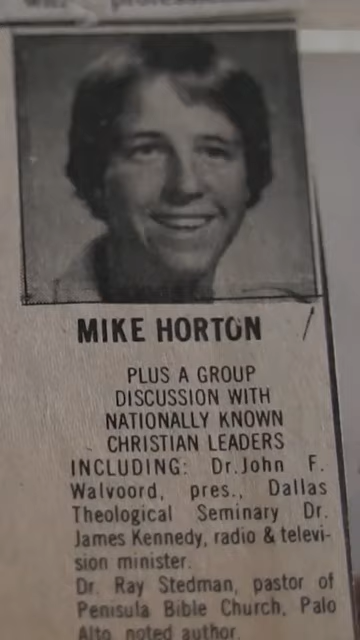 MIKE HORTON
PLUS A GROUP
DISCUSSION WITH
NATIONALLY KNOWN
CHRISTIAN LEADERS
INCLUDING: Dr.John F.
Walvoord, pres., Dallas
Theological Seminary Dr.
James Kennedy, radio & televi-
sion minister.
Dr. Ray Stedman, pastor of
Penisula Bible Church, Palo
Alto, noted author.